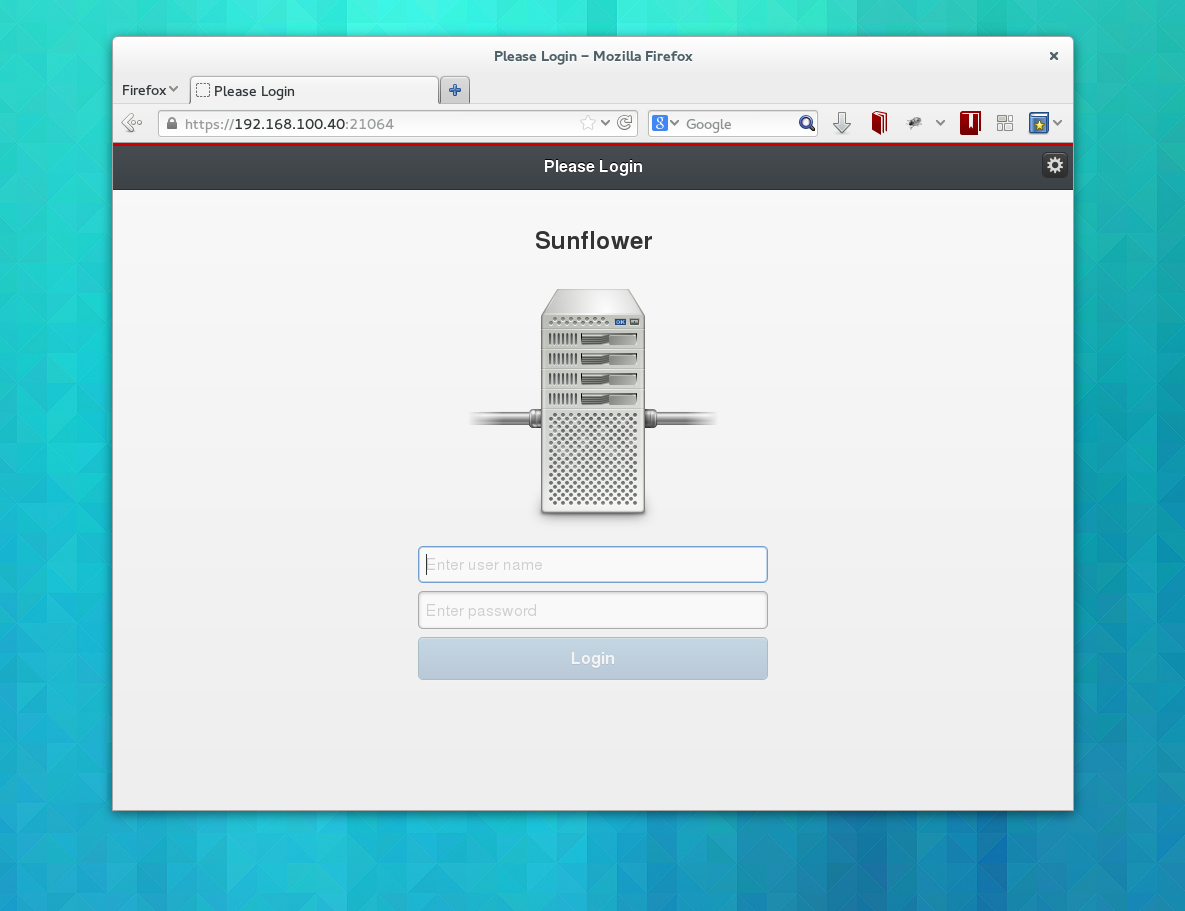 Please Login – Mozilla Firefox
Firefox
Please Login
https://192.168.100.40:21064
Google
Please Login
Sunflower
OK
Enter user name
Enter password
Login